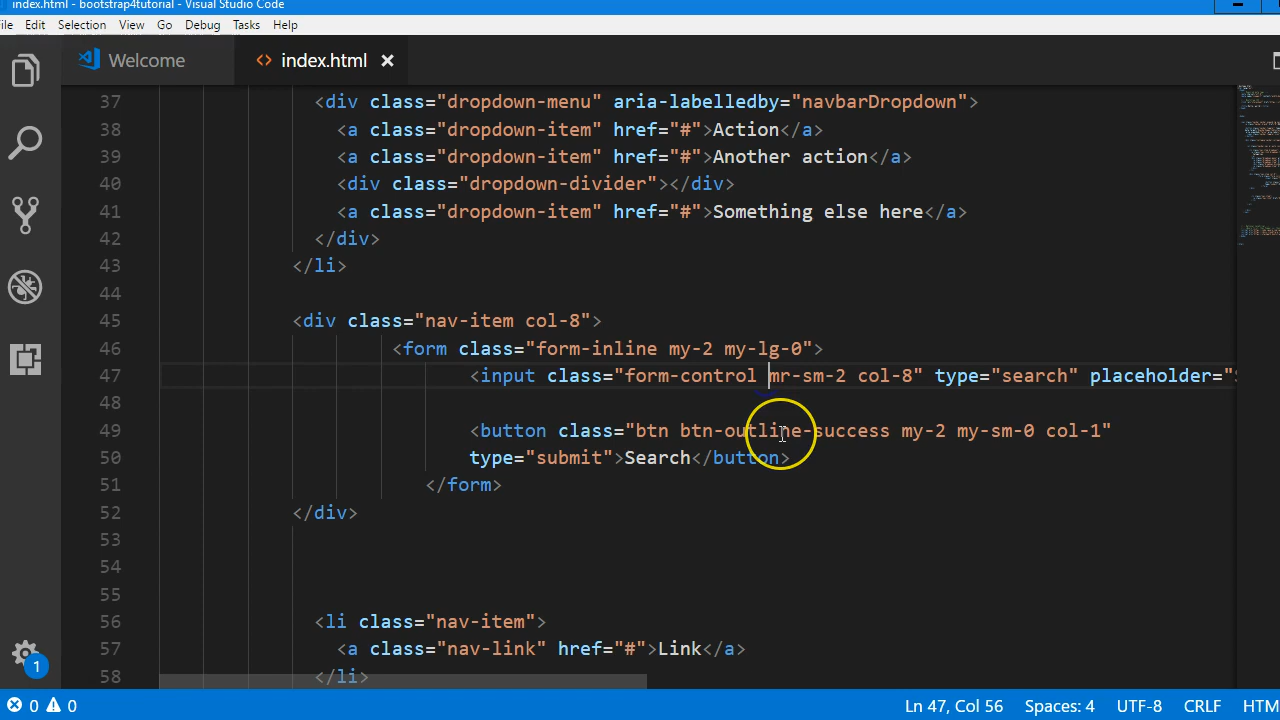 index.html - bootstrap4tutorial - Visual Studio Code
File Edit Selection View Go Debug Tasks Help
Welcome
index.html
37 <div class="dropdown-menu" aria-labelledby="navbarDropdown">
38 <a class="dropdown-item" href="#">Action</a>
39 <a class="dropdown-item" href="#">Another action</a>
40 <div class="dropdown-divider"></div>
41 <a class="dropdown-item" href="#">Something else here</a>
42 </div>
43 </li>
44
45 <div class="nav-item col-8">
46 <form class="form-inline my-2 my-lg-0">
47 <input class="form-control mr-sm-2 col-8" type="search" placeholder="S
48
49 <button class="btn btn-outline-success my-2 my-sm-0 col-1"
50 type="submit">Search</button>
51 </form>
52 </div>
53
54
55
56 <li class="nav-item">
57 <a class="nav-link" href="#">Link</a>
58 </li>
1
0 0 Ln 47, Col 56 Spaces: 4 UTF-8 CRLF HTM